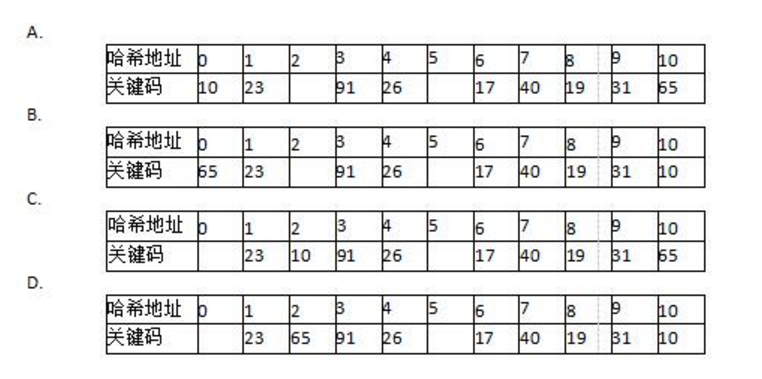 A.
哈希地址 0 1 2 3 4 5 6 7 8 9 10
关键码 10 23 91 26 17 40 19 31 65
B.
哈希地址 0 1 2 3 4 5 6 7 8 9 10
关键码 65 23 91 26 17 40 19 31 10
C.
哈希地址 0 1 2 3 4 5 6 7 8 9 10
关键码 23 10 91 26 17 40 19 31 65
D.
哈希地址 0 1 2 3 4 5 6 7 8 9 10
关键码 23 65 91 26 17 40 19 31 10